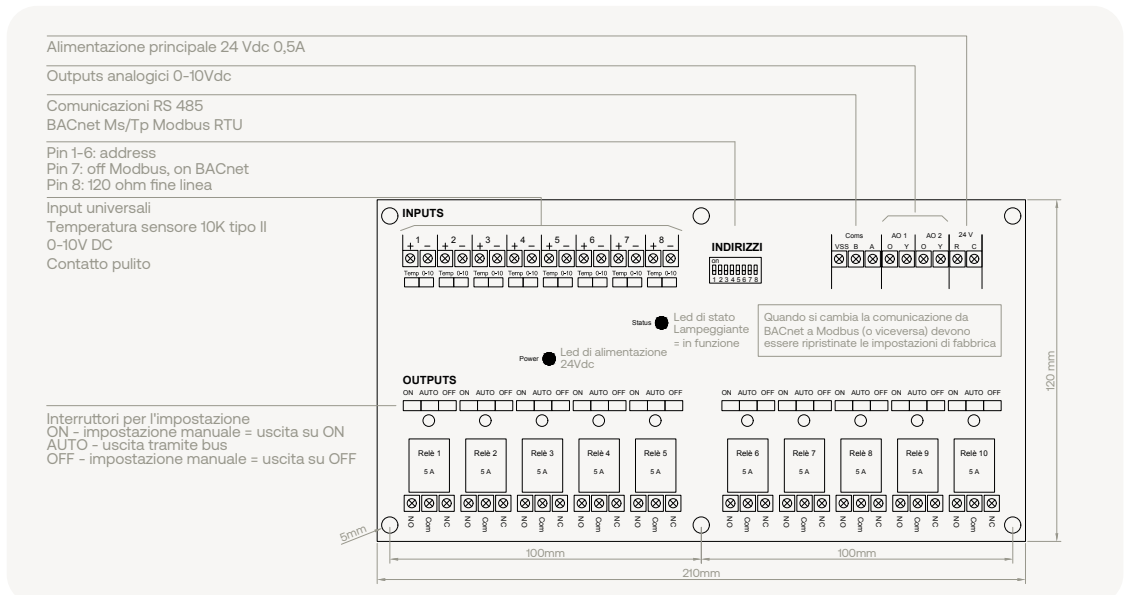 Alimentazione principale 24 Vdc 0,5A
Outputs analogici 0-10Vdc
Comunicazioni RS 485
BACnet Ms/Tp Modbus RTU
Pin 1-6: address
Pin 7: off Modbus, on BACnet
Pin 8: 120 ohm fine linea
Input universali
Temperatura sensore 10K tipo II
0-10V DC
Contatto pulito
INPUTS
1 2 3 4 5 6 7 8
+ − + − + − + − + − + − + − + −
Temp 0-10 Temp 0-10 Temp 0-10 Temp 0-10 Temp 0-10 Temp 0-10 Temp 0-10 Temp 0-10
INDIRIZZI
on
1 2 3 4 5 6 7 8
Coms AO 1 AO 2 24 V
VSS B A O Y O Y R C
Status
Led di stato
Lampeggiante
= in funzione
Quando si cambia la comunicazione da
BACnet a Modbus (o viceversa) devono
essere ripristinate le impostazioni di fabbrica
Power
Led di alimentazione
24Vdc
OUTPUTS
ON AUTO OFF ON AUTO OFF ON AUTO OFF ON AUTO OFF ON AUTO OFF ON AUTO OFF ON AUTO OFF ON AUTO OFF ON AUTO OFF ON AUTO OFF
Interruttori per l'impostazione
ON - impostazione manuale = uscita su ON
AUTO - uscita tramite bus
OFF - impostazione manuale = uscita su OFF
Relè 1 Relè 2 Relè 3 Relè 4 Relè 5 Relè 6 Relè 7 Relè 8 Relè 9 Relè 10
5 A 5 A 5 A 5 A 5 A 5 A 5 A 5 A 5 A 5 A
NO Com NC NO Com NC NO Com NC NO Com NC NO Com NC NO Com NC NO Com NC NO Com NC NO Com NC NO Com NC
5mm
100mm 100mm
210mm
120 mm